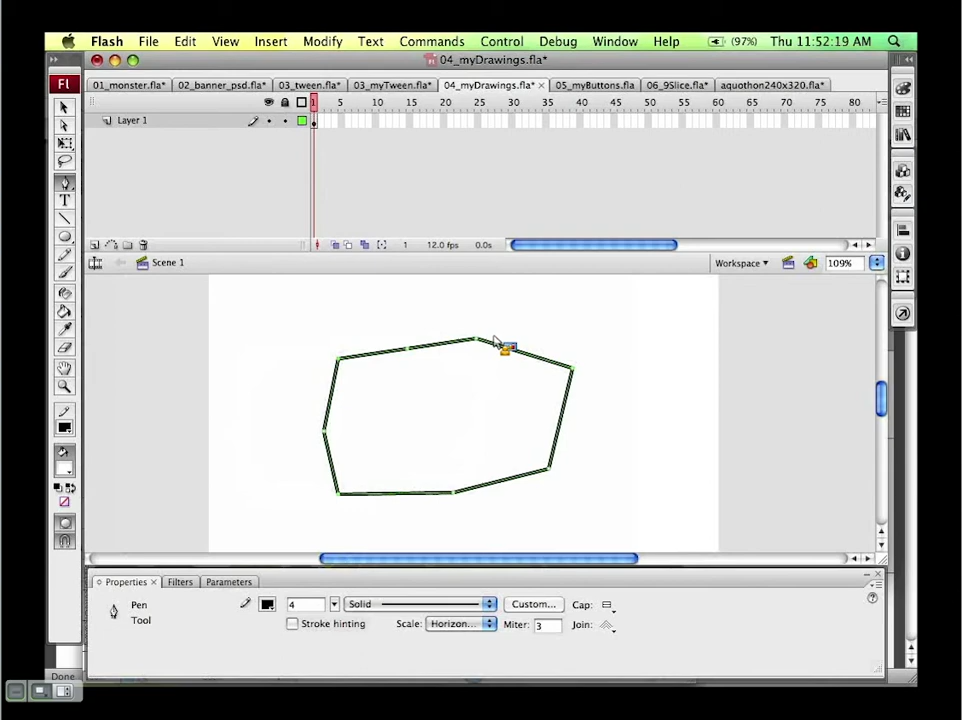 Flash File Edit View Insert Modify Text Commands Control Debug Window Help (97%) Thu 11:52:19 AM
04_myDrawings.fla*
Fl 01_monster.fla* 02_banner_psd.fla* 03_tween.fla* 03_myTween.fla* 04_myDrawings.fla* 05_myButtons.fla 06_9Slice.fla* aquothon240x320.fla*
1 5 10 15 20 25 30 35 40 45 50 55 60 65 70 75 80
Layer 1
T
1 12.0 fps 0.0s
Scene 1 Workspace 109%
Properties Filters Parameters
Pen 4 Solid Custom... Cap:
Tool Stroke hinting Scale: Horizon... Miter: 3 Join:
Done